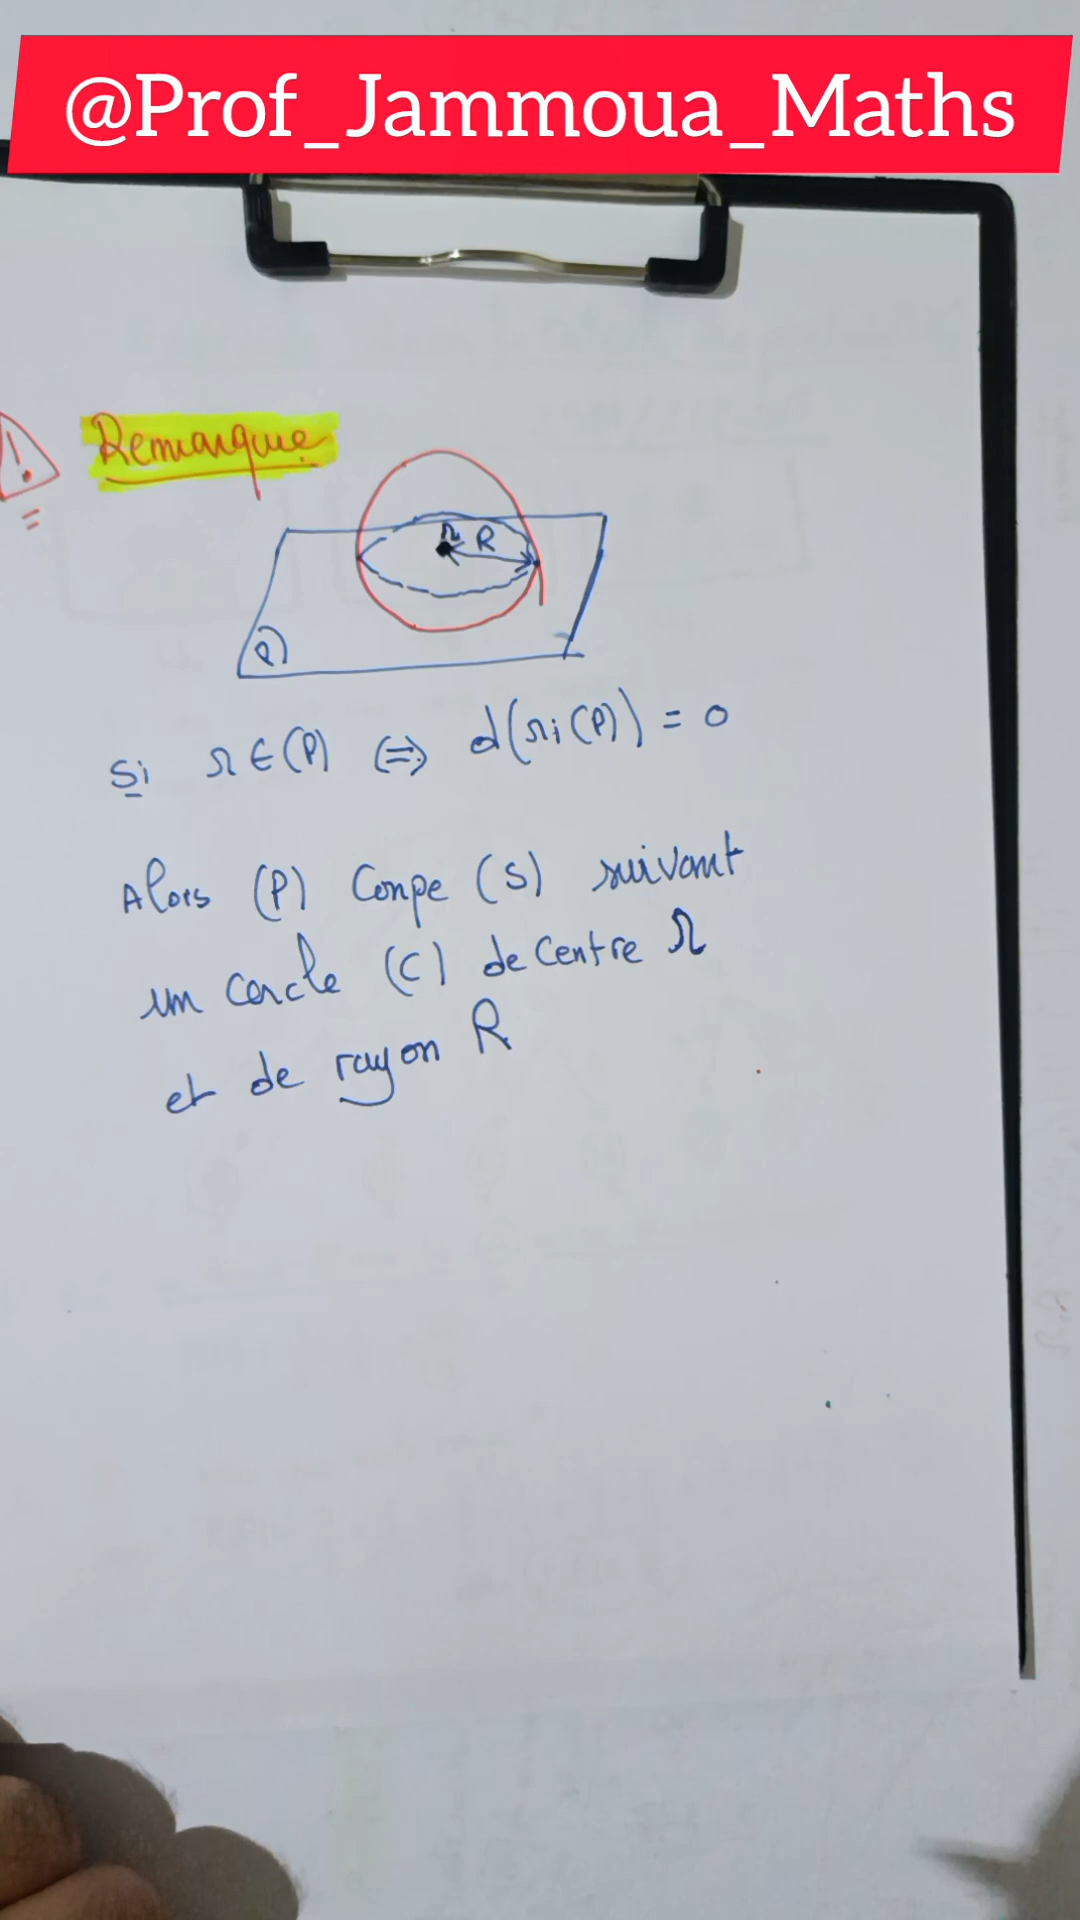 @Prof_Jammoua_Maths
!
Remarque
Ω R
(P)
Si Ω ∈ (P) ⇔ d(Ω; (P)) = 0
Alors (P) Coupe (S) suivant
un cercle (C) de Centre Ω
et de rayon R